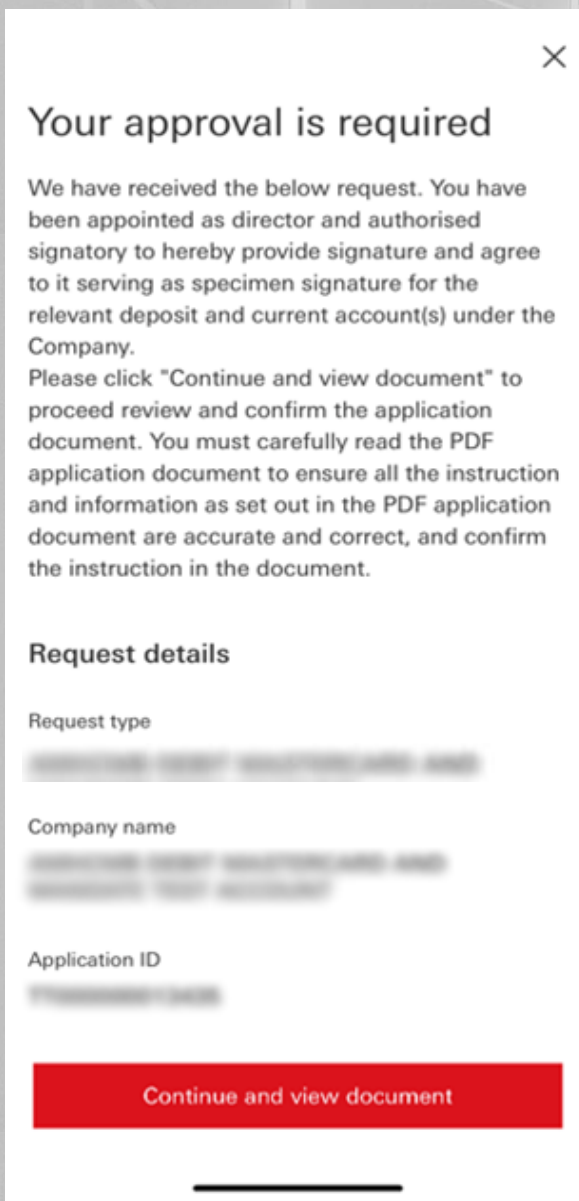 Your approval is required
We have received the below request. You have
been appointed as director and authorised
signatory to hereby provide signature and agree
to it serving as specimen signature for the
relevant deposit and current account(s) under the
Company.
Please click "Continue and view document" to
proceed review and confirm the application
document. You must carefully read the PDF
application document to ensure all the instruction
and information as set out in the PDF application
document are accurate and correct, and confirm
the instruction in the document.
Request details
Request type
Company name
Application ID
Continue and view document